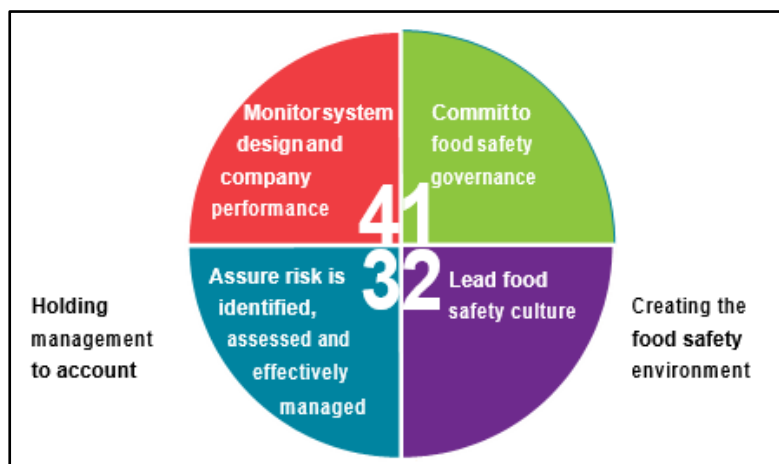 Monitor system
design and
company
performance
4
Commit to
food safety
governance
1
Assure risk is
identified,
assessed and
effectively
managed
3
Lead food
safety culture
2
Holding
management
to account
Creating the
food safety
environment